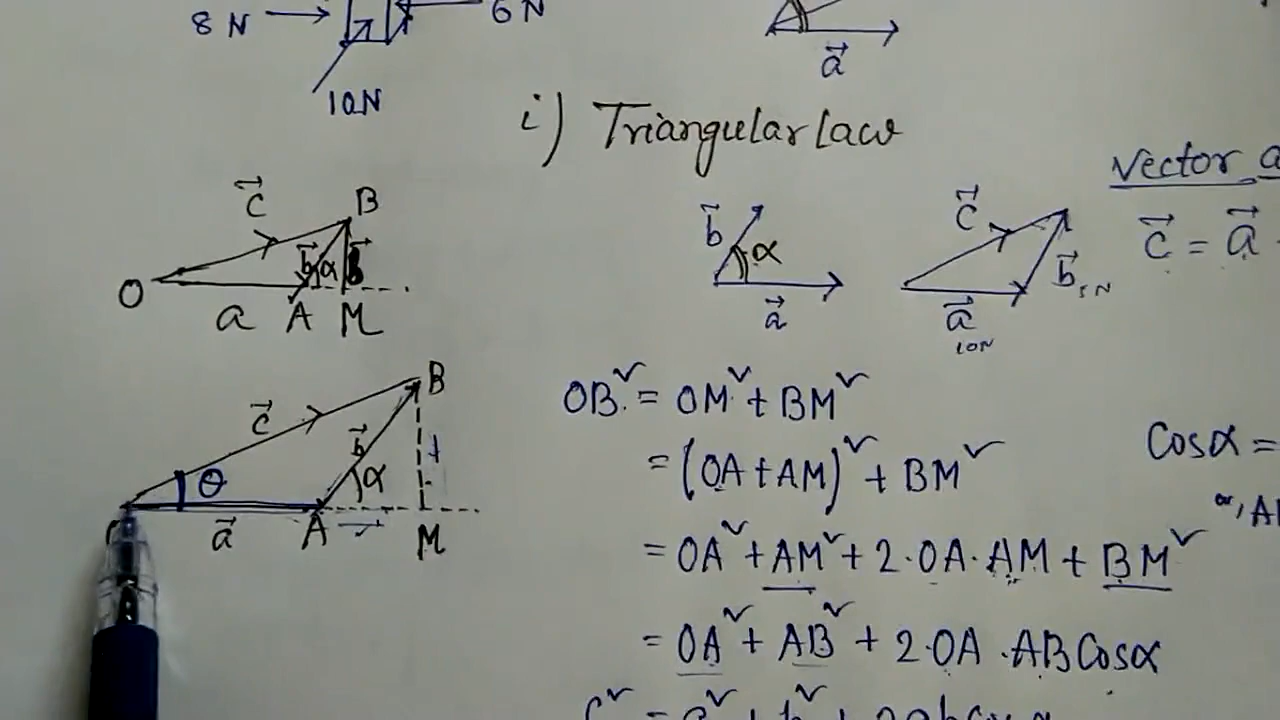 8 N
6 N
10N
a⃗
i) Triangular law
Vector a
c⃗ = a⃗
c⃗
B
b⃗
α
O
a
A
M
b⃗
α
a⃗
c⃗
b⃗ 5N
a⃗
10N
B
c⃗
b⃗
θ
α
a⃗
A
M
OB² = OM² + BM²
= (OA + AM)² + BM²
= OA² + AM² + 2·OA·AM + BM²
= OA² + AB² + 2·OA·AB Cosα
Cosα =
or, A